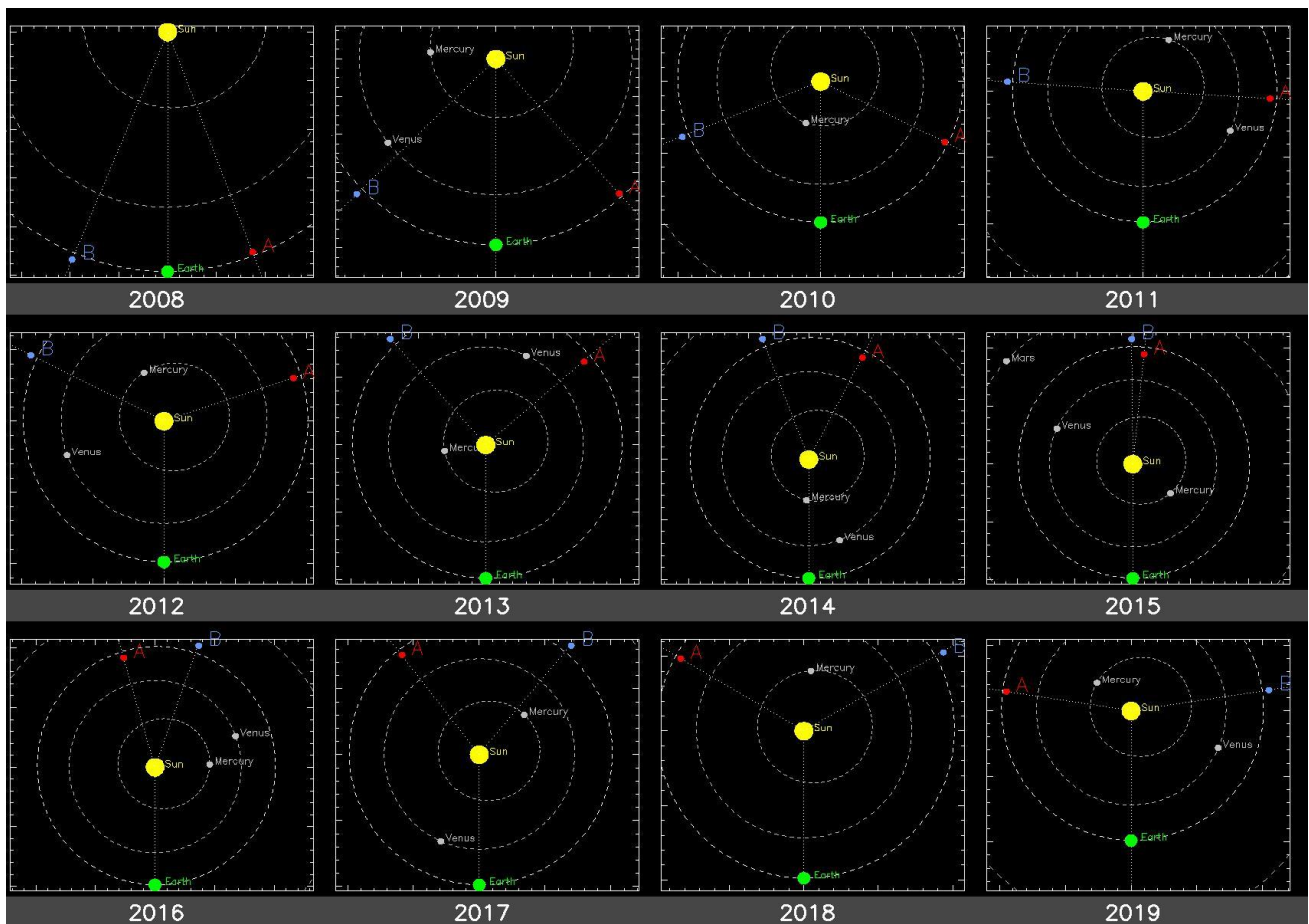 Sun
B
A
Earth
2008
Mercury
Sun
Venus
B
A
Earth
2009
Sun
Mercury
B
A
Earth
2010
Mercury
B
Sun
A
Venus
Earth
2011
B
Mercury
A
Sun
Venus
Earth
2012
B
Venus
A
Sun
Mercury
Earth
2013
B
A
Sun
Mercury
Venus
Earth
2014
B
A
Mars
Venus
Sun
Mercury
Earth
2015
B
A
Venus
Sun
Mercury
Earth
2016
B
A
Mercury
Sun
Venus
Earth
2017
B
A
Mercury
Sun
Earth
2018
Mercury
A
B
Sun
Venus
Earth
2019